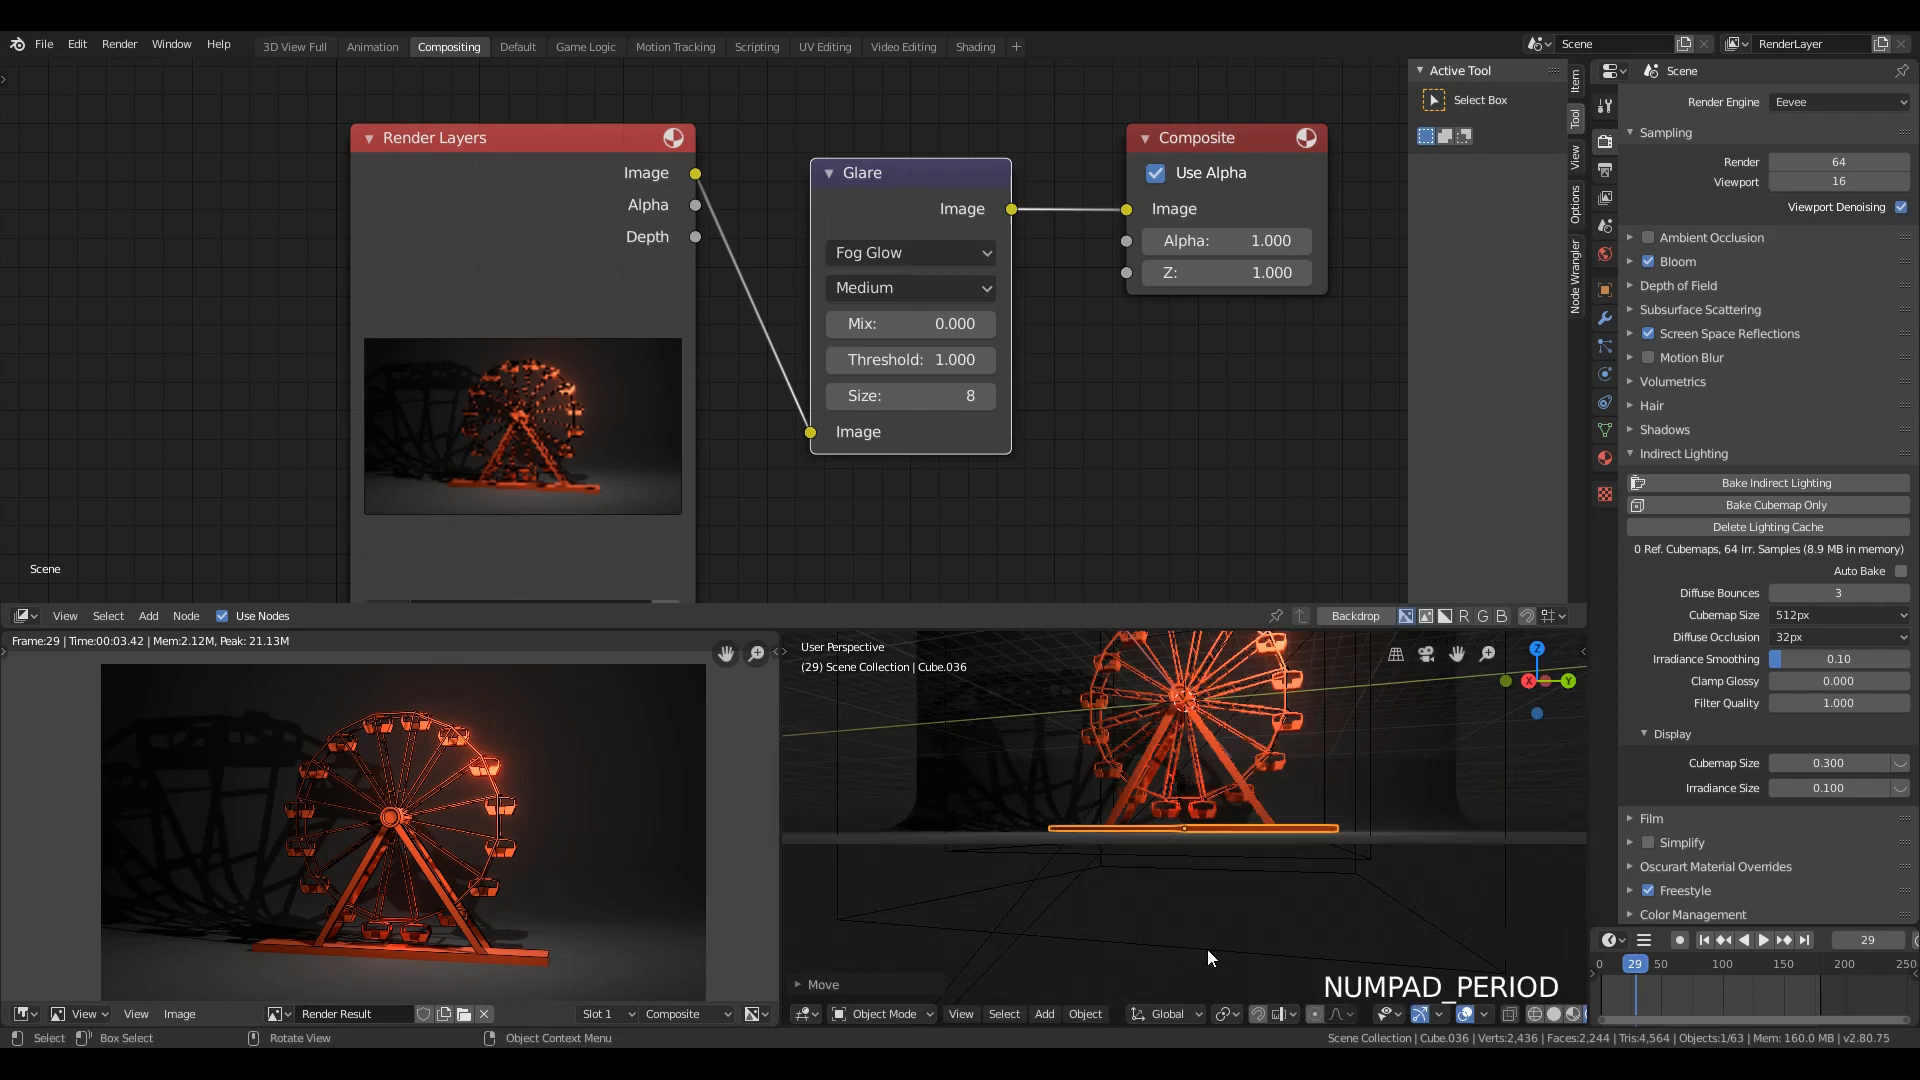 File Edit Render Window Help
3D View Full Animation Compositing Default Game Logic Motion Tracking Scripting UV Editing Video Editing Shading +
Scene RenderLayer
Active Tool
Select Box
Item
Tool
View
Options
Node Wrangler
Render Layers
Image
Alpha
Depth
Glare
Image
Fog Glow
Medium
Mix: 0.000
Threshold: 1.000
Size: 8
Image
Composite
Use Alpha
Image
Alpha: 1.000
Z: 1.000
Scene
View Select Add Node Use Nodes Backdrop R G B
Frame:29 | Time:00:03.42 | Mem:2.12M, Peak: 21.13M
View View Image Render Result Slot 1 Composite
User Perspective
(29) Scene Collection | Cube.036
Z
X
Y
Move
NUMPAD_PERIOD
Object Mode View Select Add Object Global
Scene
Render Engine Eevee
Sampling
Render 64
Viewport 16
Viewport Denoising
Ambient Occlusion
Bloom
Depth of Field
Subsurface Scattering
Screen Space Reflections
Motion Blur
Volumetrics
Hair
Shadows
Indirect Lighting
Bake Indirect Lighting
Bake Cubemap Only
Delete Lighting Cache
0 Ref. Cubemaps, 64 Irr. Samples (8.9 MB in memory)
Auto Bake
Diffuse Bounces 3
Cubemap Size 512px
Diffuse Occlusion 32px
Irradiance Smoothing 0.10
Clamp Glossy 0.000
Filter Quality 1.000
Display
Cubemap Size 0.300
Irradiance Size 0.100
Film
Simplify
Oscurart Material Overrides
Freestyle
Color Management
29
0 29 50 100 150 200 250
Select Box Select Rotate View Object Context Menu
Scene Collection | Cube.036 | Verts:2,436 | Faces:2,244 | Tris:4,564 | Objects:1/63 | Mem: 160.0 MB | v2.80.75